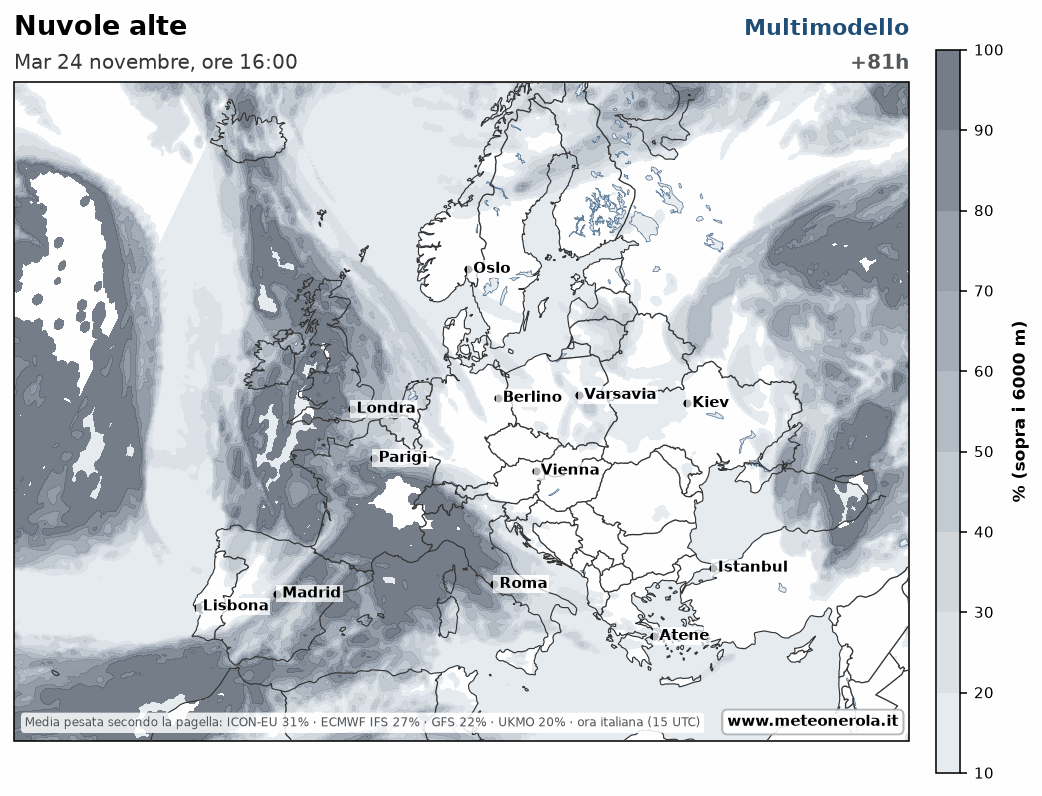 Nuvole alte
Multimodello
Mar 24 novembre, ore 16:00
+81h
100
90
80
70
60
50
40
30
20
10
% (sopra i 6000 m)
Oslo
Berlino
Varsavia
Kiev
Londra
Parigi
Vienna
Istanbul
Roma
Madrid
Lisbona
Atene
Media pesata secondo la pagella: ICON-EU 31% · ECMWF IFS 27% · GFS 22% · UKMO 20% · ora italiana (15 UTC)
www.meteonerola.it